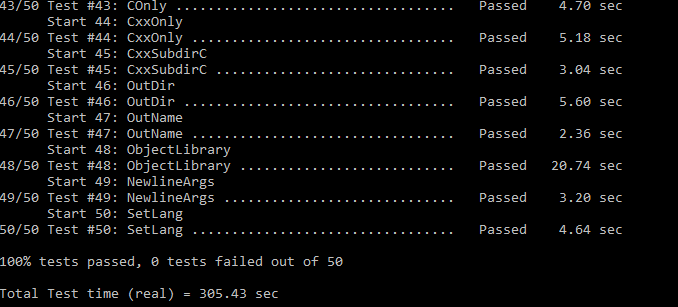 43/50 Test #43: COnly ...................................   Passed    4.70 sec
      Start 44: CxxOnly
44/50 Test #44: CxxOnly .................................   Passed    5.18 sec
      Start 45: CxxSubdirC
45/50 Test #45: CxxSubdirC ..............................   Passed    3.04 sec
      Start 46: OutDir
46/50 Test #46: OutDir ..................................   Passed    5.60 sec
      Start 47: OutName
47/50 Test #47: OutName .................................   Passed    2.36 sec
      Start 48: ObjectLibrary
48/50 Test #48: ObjectLibrary ...........................   Passed   20.74 sec
      Start 49: NewlineArgs
49/50 Test #49: NewlineArgs .............................   Passed    3.20 sec
      Start 50: SetLang
50/50 Test #50: SetLang .................................   Passed    4.64 sec
100% tests passed, 0 tests failed out of 50
Total Test time (real) = 305.43 sec